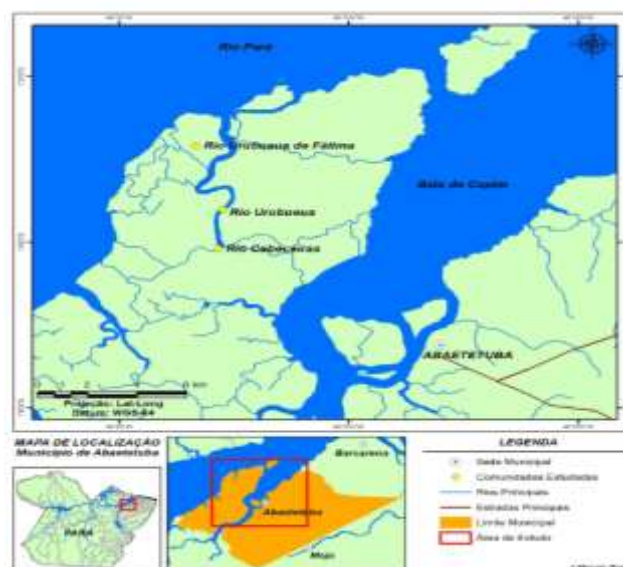 Rio Pará
Rio Urubueua de Fátima
Baía do Capim
Rio Urubueua
Rio Cabeceiras
ABAETETUBA
km
Projeção: Lat-Long
Datum: WGS-84
MAPA DE LOCALIZAÇÃO
Município de Abaetetuba
PARÁ
Barcarena
Abaetetuba
Moju
LEGENDA
Sede Municipal
Comunidades Estudadas
Rios Principais
Estradas Principais
Limite Municipal
Área de Estudo